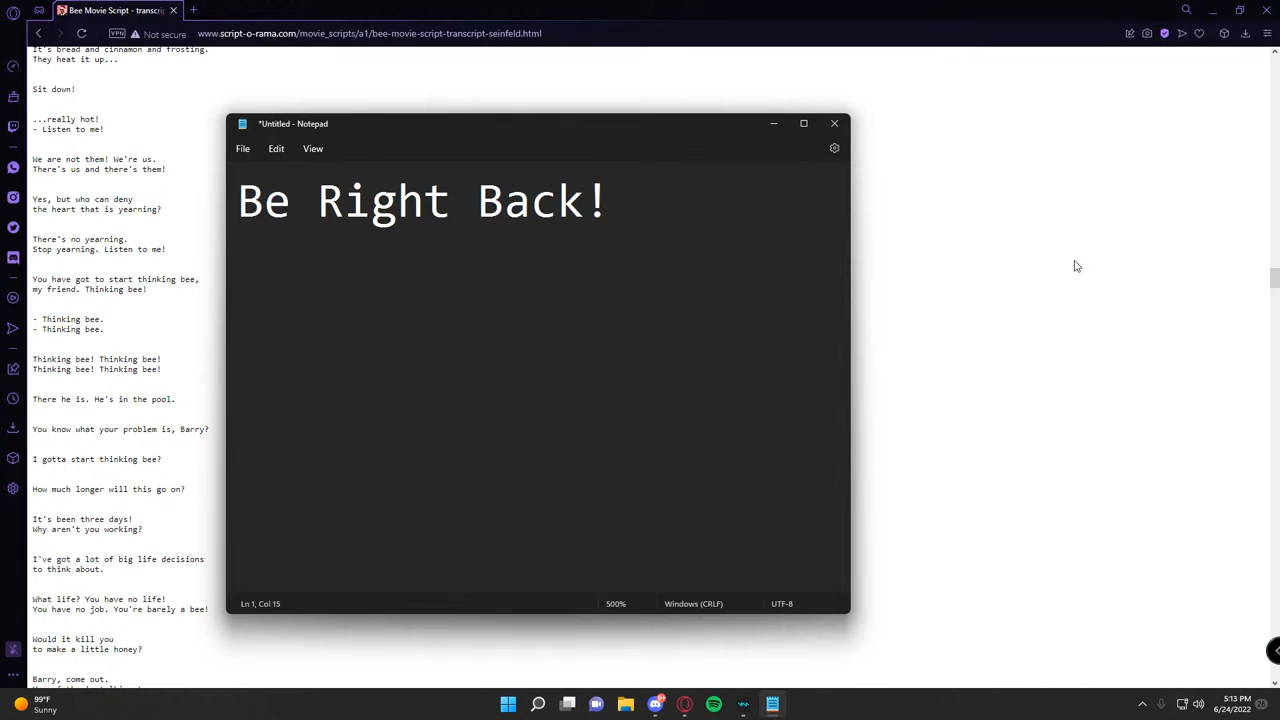 Bee Movie Script - transcri
VPN
Not secure
www.script-o-rama.com/movie_scripts/a1/bee-movie-script-transcript-seinfeld.html
It's bread and cinnamon and frosting.
They heat it up...
Sit down!
...really hot!
- Listen to me!
We are not them! We're us.
There's us and there's them!
Yes, but who can deny
the heart that is yearning?
There's no yearning.
Stop yearning. Listen to me!
You have got to start thinking bee,
my friend. Thinking bee!
- Thinking bee.
- Thinking bee.
Thinking bee! Thinking bee!
Thinking bee! Thinking bee!
There he is. He's in the pool.
You know what your problem is, Barry?
I gotta start thinking bee?
How much longer will this go on?
It's been three days!
Why aren't you working?
I've got a lot of big life decisions
to think about.
What life? You have no life!
You have no job. You're barely a bee!
Would it kill you
to make a little honey?
Barry, come out.
*Untitled - Notepad
File Edit View
Be Right Back!
Ln 1, Col 15
500%
Windows (CRLF)
UTF-8
99°F
Sunny
5:13 PM
6/24/2022